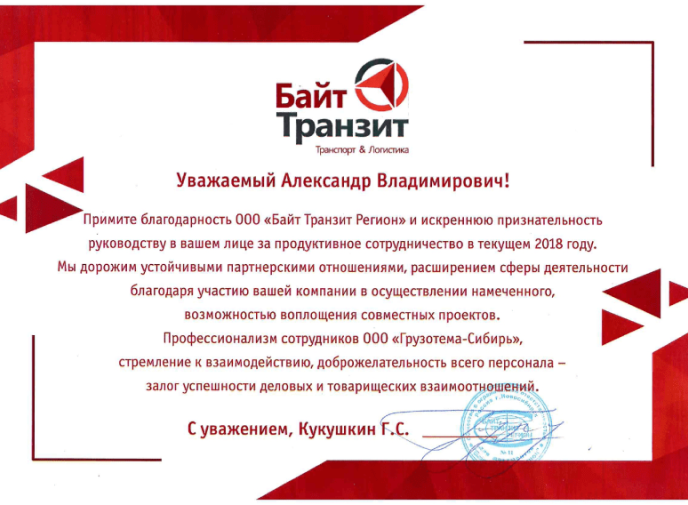 Байт
Транзит
Транспорт & Логистика
Уважаемый Александр Владимирович!
Примите благодарность ООО «Байт Транзит Регион» и искреннюю признательность
руководству в вашем лице за продуктивное сотрудничество в текущем 2018 году.
Мы дорожим устойчивыми партнерскими отношениями, расширением сферы деятельности
благодаря участию вашей компании в осуществлении намеченного,
возможностью воплощения совместных проектов.
Профессионализм сотрудников ООО «Грузотема-Сибирь»,
стремление к взаимодействию, доброжелательность всего персонала –
залог успешности деловых и товарищеских взаимоотношений.
С уважением, Кукушкин Г.С.